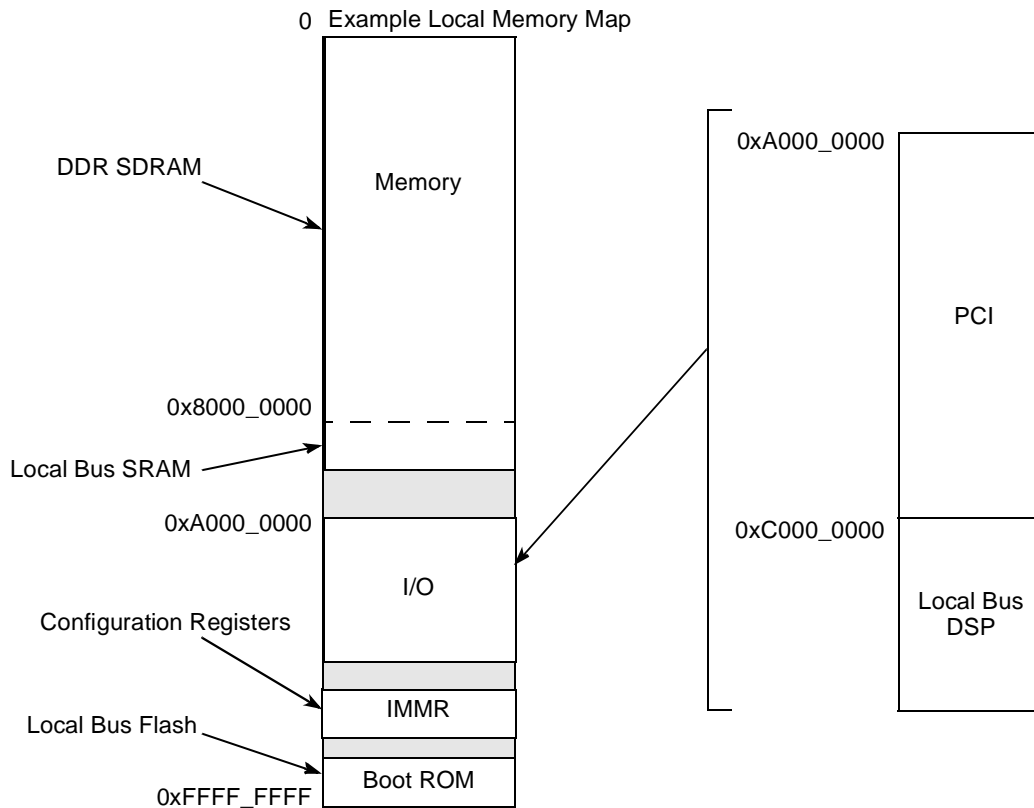 0 Example Local Memory Map
0xA000_0000
DDR SDRAM
Memory
PCI
0x8000_0000
Local Bus SRAM
0xA000_0000
0xC000_0000
I/O
Local Bus
DSP
Configuration Registers
IMMR
Local Bus Flash
Boot ROM
0xFFFF_FFFF